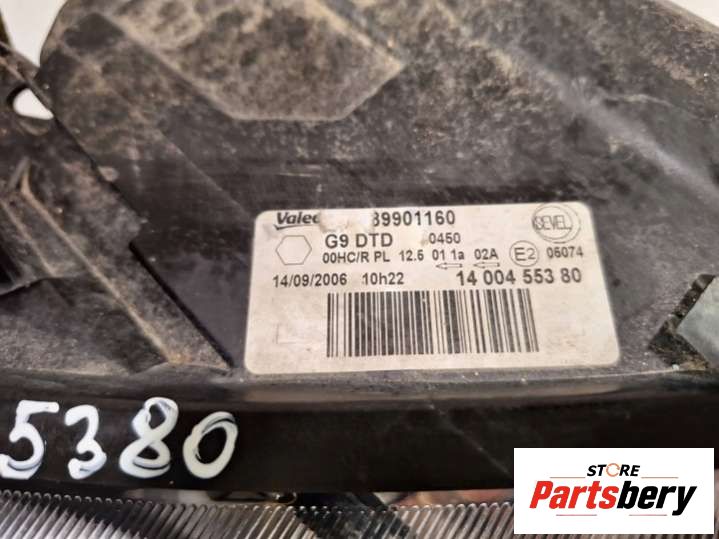 Valeo 89901160
SEVEL
G9 DTD 0450
00HC/R PL 12.5 01 1a 02A E2 06074
14/09/2006 10h22 14 004 553 80
5380
STORE
Partsbery